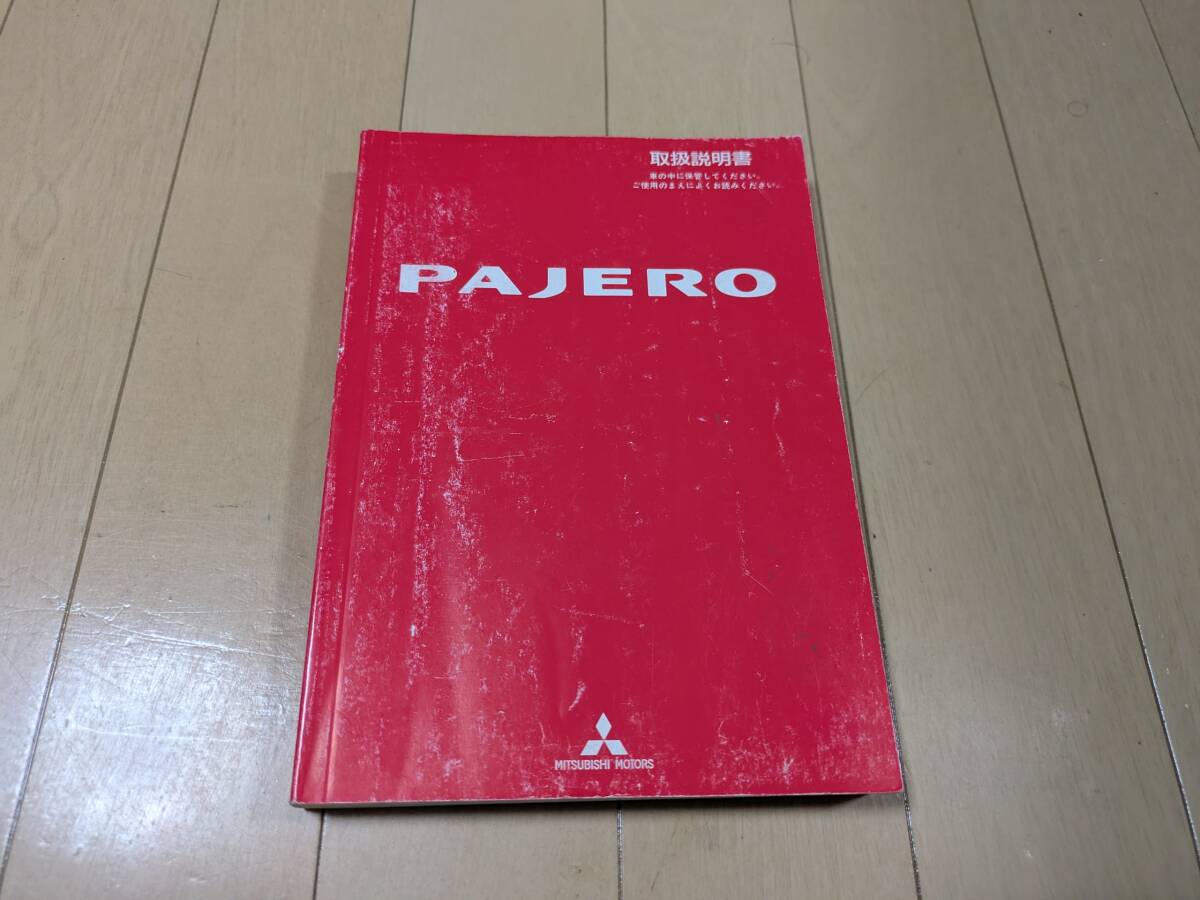 取扱説明書
車の中に保管してください。
ご使用のまえによくお読みください。
PAJERO
MITSUBISHI MOTORS